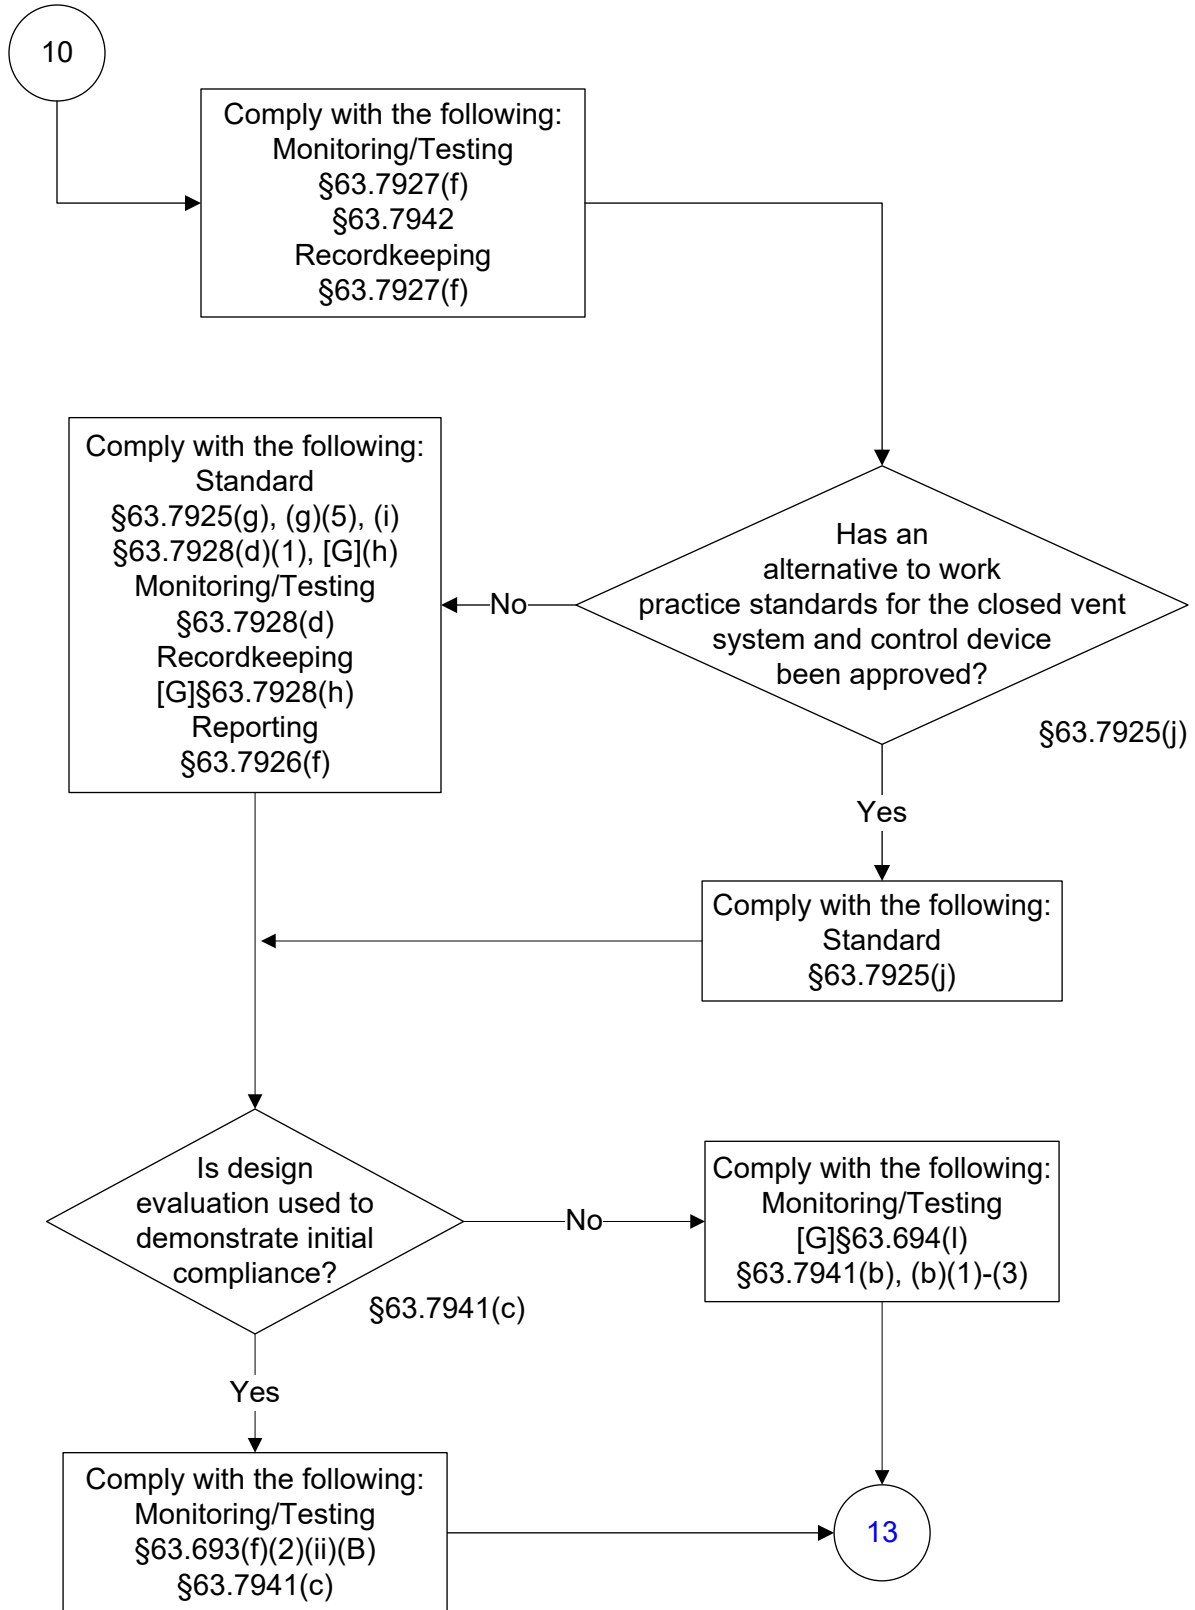 10
Comply with the following:
Monitoring/Testing
§63.7927(f)
§63.7942
Recordkeeping
§63.7927(f)
Has an
alternative to work
practice standards for the closed vent
system and control device
been approved?
§63.7925(j)
No
Comply with the following:
Standard
§63.7925(g), (g)(5), (i)
§63.7928(d)(1), [G](h)
Monitoring/Testing
§63.7928(d)
Recordkeeping
[G]§63.7928(h)
Reporting
§63.7926(f)
Yes
Comply with the following:
Standard
§63.7925(j)
Is design
evaluation used to
demonstrate initial
compliance?
§63.7941(c)
No
Comply with the following:
Monitoring/Testing
[G]§63.694(l)
§63.7941(b), (b)(1)-(3)
Yes
Comply with the following:
Monitoring/Testing
§63.693(f)(2)(ii)(B)
§63.7941(c)
13